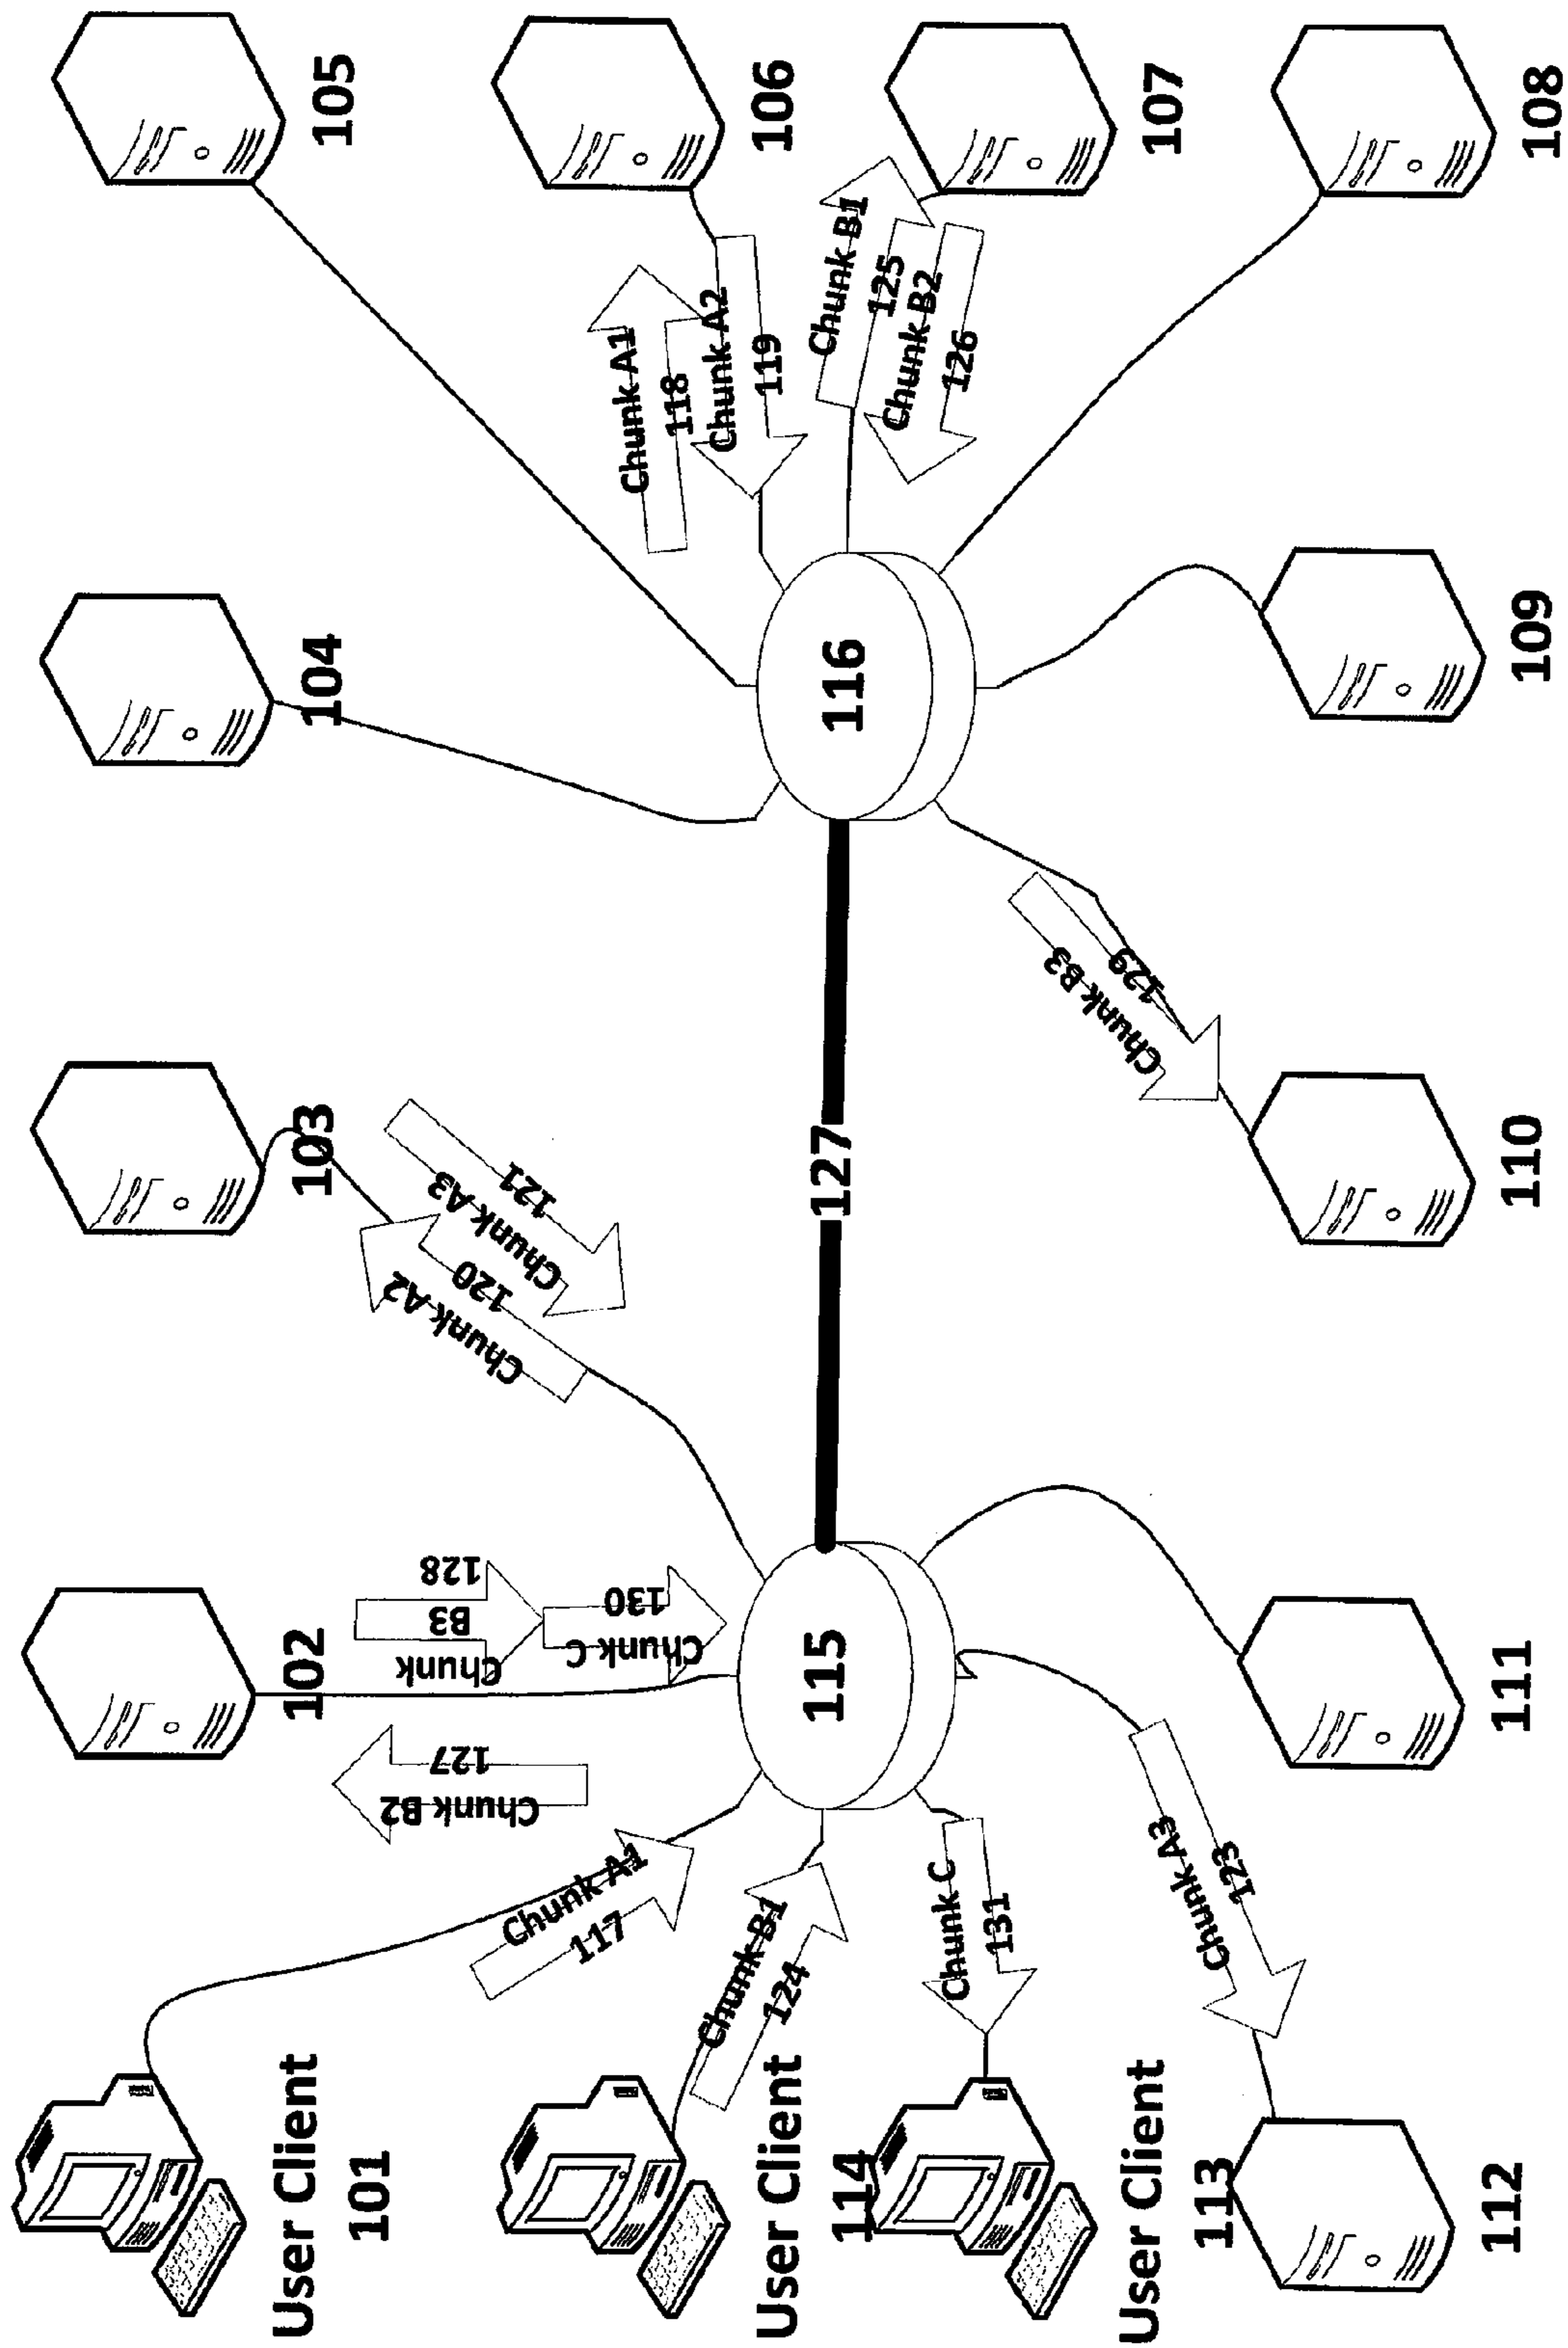 User Client
101
102
103
104
105
Chunk B2
127
Chunk
B3
128
Chunk C
130
Chunk A2
120
Chunk A3
121
Chunk A1
117
Chunk A1
118
Chunk A2
119
106
User Client
114
Chunk B1
124
115
127
116
Chunk B1
125
Chunk B2
126
107
User Client
113
Chunk C
131
Chunk A3
123
Chunk B3
129
112
111
110
109
108